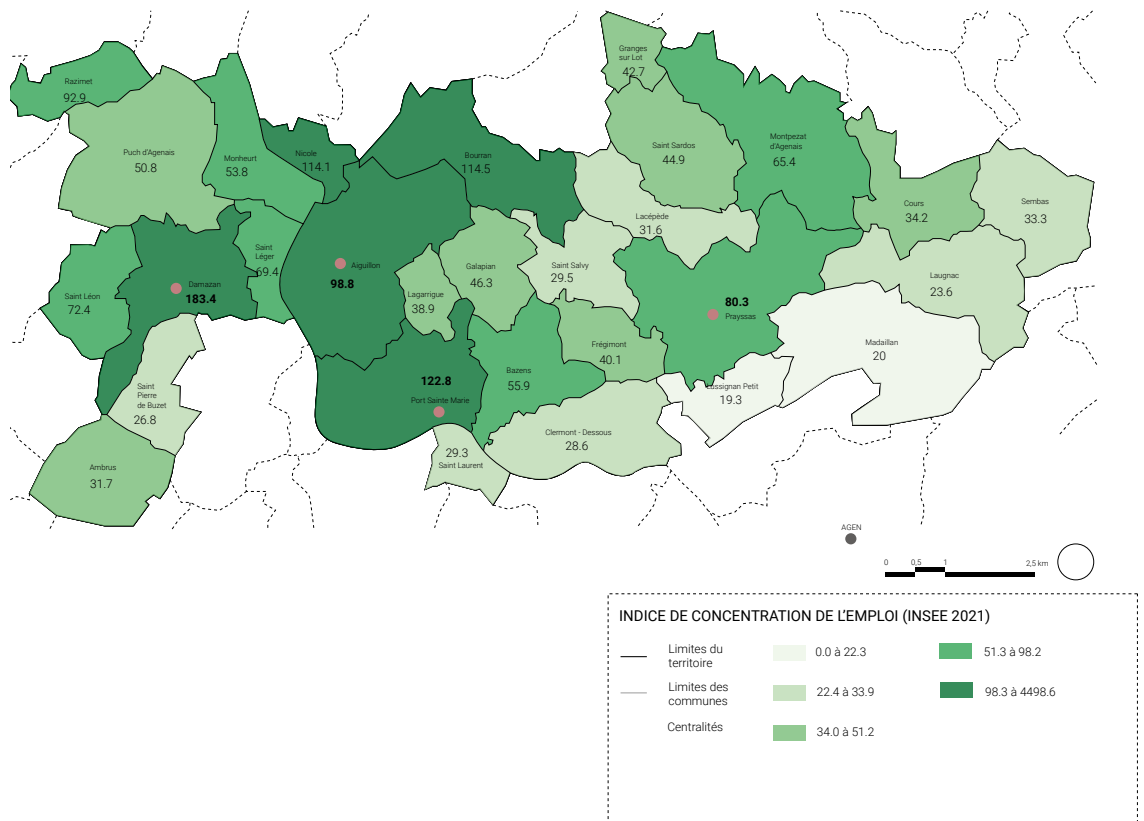 Granges
sur Lot
42.7
Razimet
92.9
Puch d'Agenais
50.8
Monheurt
53.8
Nicole
114.1
Bourran
114.5
Saint Sardos
44.9
Montpezat
d'Agenais
65.4
Cours
34.2
Sembas
33.3
Lacépède
31.6
Saint
Léger
69.4
Aiguillon
98.8
Galapian
46.3
Saint Salvy
29.5
Laugnac
23.6
Damazan
183.4
Saint Léon
72.4
Lagarrigue
38.9
80.3
Prayssas
Madaillan
20
Frégimont
40.1
Bazens
55.9
122.8
Port Sainte Marie
Saint
Pierre
de Buzet
26.8
Lussignan Petit
19.3
Clermont - Dessous
28.6
29.3
Saint Laurent
Ambrus
31.7
AGEN
0 0,5 1 2,5 km
INDICE DE CONCENTRATION DE L'EMPLOI (INSEE 2021)
Limites du
territoire
Limites des
communes
Centralités
0.0 à 22.3
22.4 à 33.9
34.0 à 51.2
51.3 à 98.2
98.3 à 4498.6